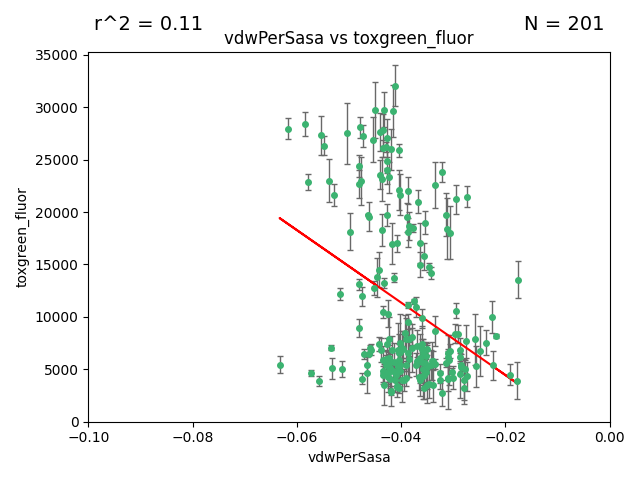 r^2 = 0.11
N = 201
vdwPerSasa vs toxgreen_fluor
35000
30000
25000
20000
15000
10000
5000
0
toxgreen_fluor
−0.10
−0.08
−0.06
−0.04
−0.02
0.00
vdwPerSasa